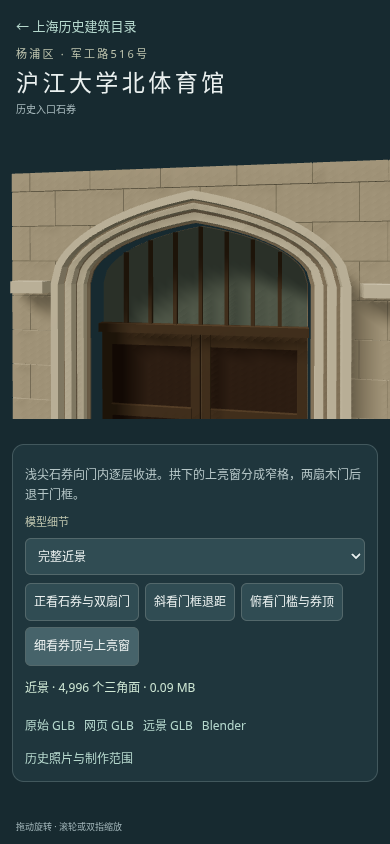 ← 上海历史建筑目录
杨浦区 · 军工路516号
沪江大学北体育馆
历史入口石券
浅尖石券向门内逐层收进。拱下的上亮窗分成窄格，两扇木门后
退于门框。
模型细节
完整近景
正看石券与双扇门 斜看门框退距 俯看门槛与券顶
细看券顶与上亮窗
近景 · 4,996 个三角面 · 0.09 MB
原始 GLB 网页 GLB 远景 GLB Blender
历史照片与制作范围
拖动旋转 · 滚轮或双指缩放